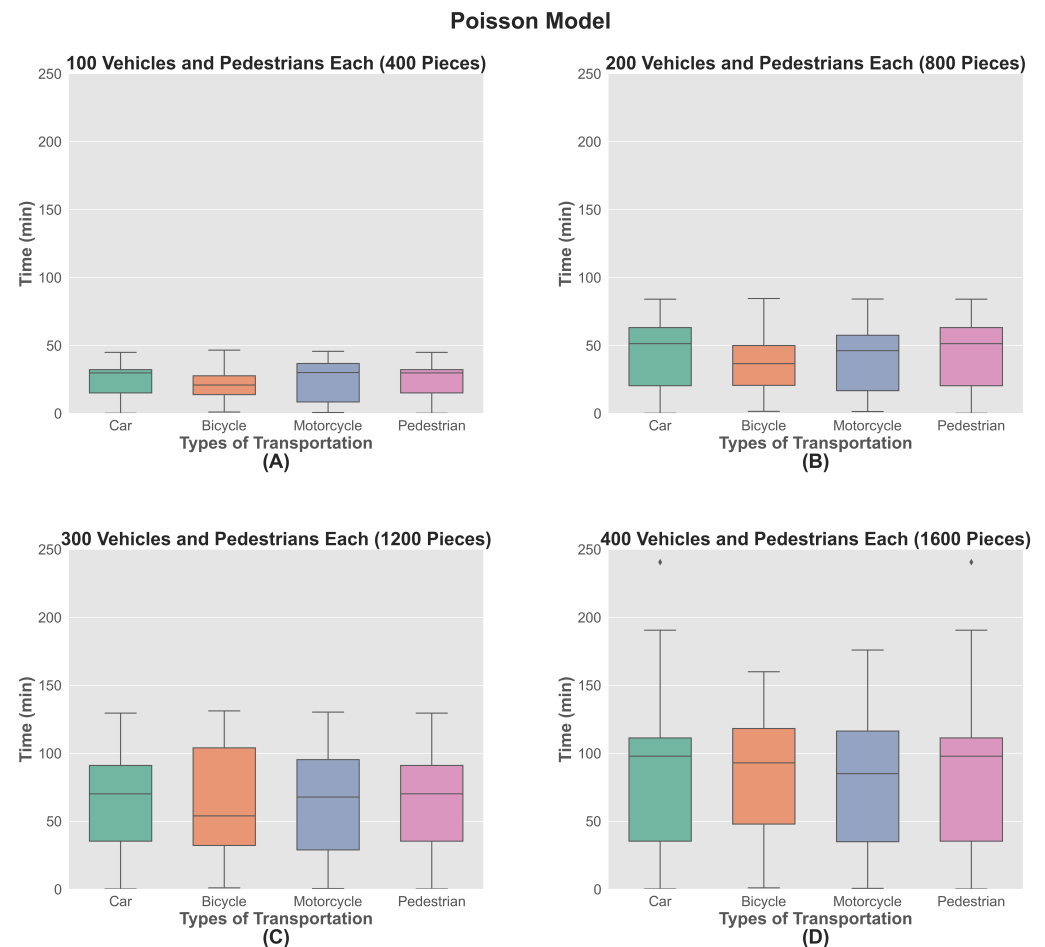 Poisson Model
100 Vehicles and Pedestrians Each (400 Pieces)
250
200
150
100
50
0
Time (min)
Car Bicycle Motorcycle Pedestrian
Types of Transportation
(A)
200 Vehicles and Pedestrians Each (800 Pieces)
250
200
150
100
50
0
Time (min)
Car Bicycle Motorcycle Pedestrian
Types of Transportation
(B)
300 Vehicles and Pedestrians Each (1200 Pieces)
250
200
150
100
50
0
Time (min)
Car Bicycle Motorcycle Pedestrian
Types of Transportation
(C)
400 Vehicles and Pedestrians Each (1600 Pieces)
250
200
150
100
50
0
Time (min)
Car Bicycle Motorcycle Pedestrian
Types of Transportation
(D)